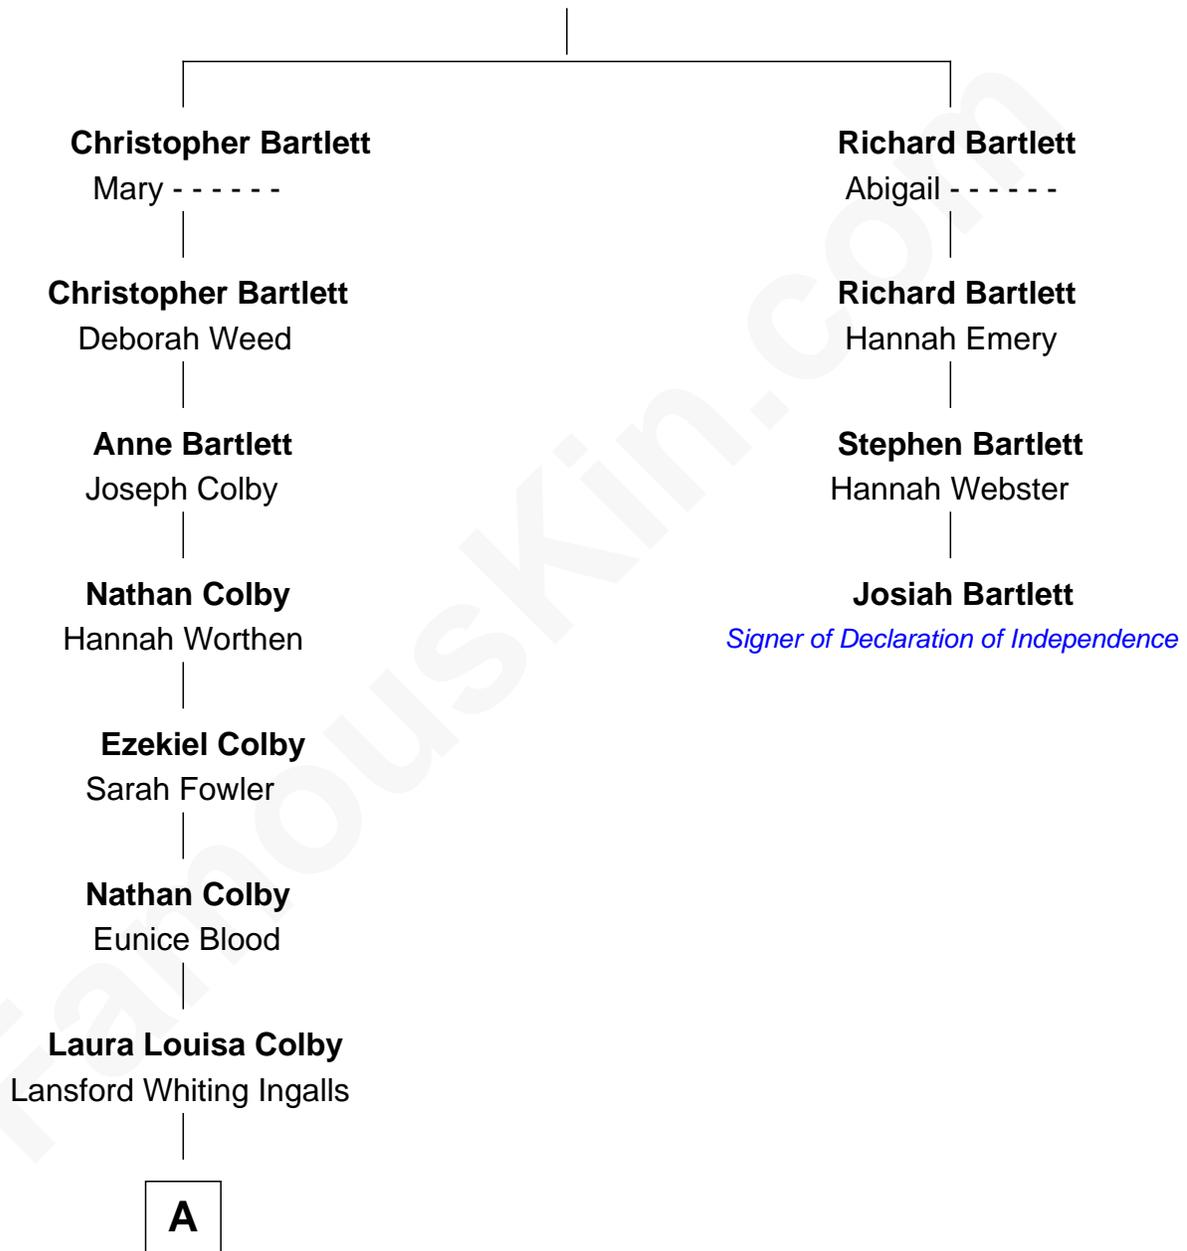 Christopher Bartlett
Mary - - - - - -
Richard Bartlett
Abigail - - - - - -
Christopher Bartlett
Deborah Weed
Richard Bartlett
Hannah Emery
Anne Bartlett
Joseph Colby
Stephen Bartlett
Hannah Webster
Nathan Colby
Hannah Worthen
Josiah Bartlett
Signer of Declaration of Independence
Ezekiel Colby
Sarah Fowler
Nathan Colby
Eunice Blood
Laura Louisa Colby
Lansford Whiting Ingalls
A
FamousKin.com